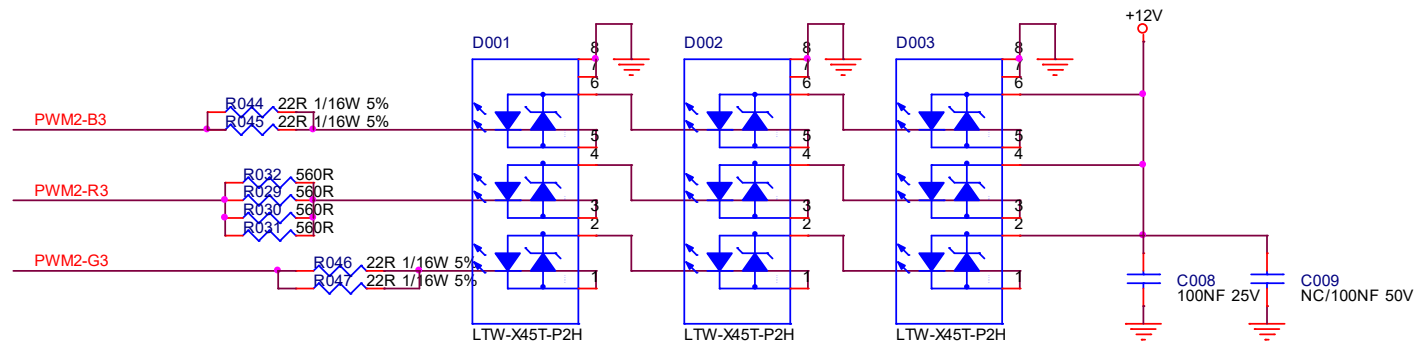 +12V
D001
D002
D003
8
7
6
8
7
6
8
7
6
R044 22R 1/16W 5%
PWM2-B3
R045 22R 1/16W 5%
5
4
5
4
5
4
R032 560R
PWM2-R3
R029 560R
R030 560R
R031 560R
3
2
3
2
3
2
PWM2-G3
R046 22R 1/16W 5%
R047 22R 1/16W 5%
1
1
1
C008
100NF 25V
C009
NC/100NF 50V
LTW-X45T-P2H
LTW-X45T-P2H
LTW-X45T-P2H